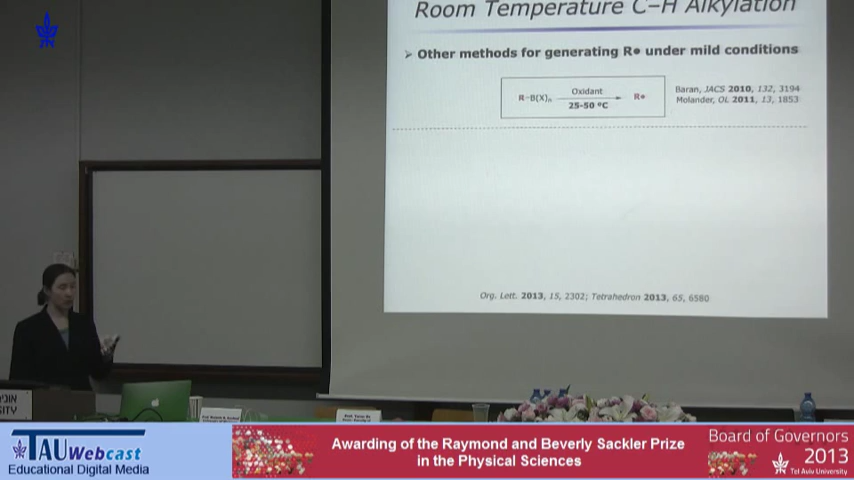 Room Temperature C–H Alkylation
➢ Other methods for generating R• under mild conditions
R–B(X)n
Oxidant
25-50 ºC
R•
Baran, JACS 2010, 132, 3194
Molander, OL 2011, 13, 1853
Org. Lett. 2013, 15, 2302; Tetrahedron 2013, 65, 6580
SITY
TAU Webcast
Educational Digital Media
Awarding of the Raymond and Beverly Sackler Prize
in the Physical Sciences
Board of Governors
2013
Tel Aviv University